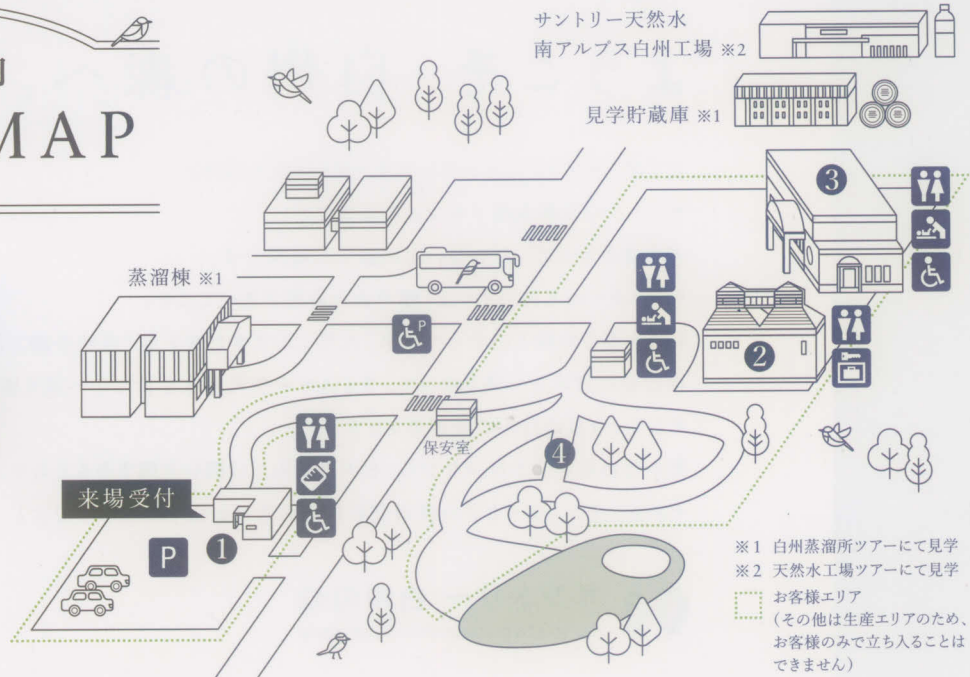 MAP
サントリー天然水
南アルプス白州工場 ※2
見学貯蔵庫 ※1
蒸溜棟 ※1
P
保安室
来場受付
P
1
2
3
4
※1 白州蒸溜所ツアーにて見学
※2 天然水工場ツアーにて見学
お客様エリア
(その他は生産エリアのため、
お客様のみで立ち入ることは
できません)